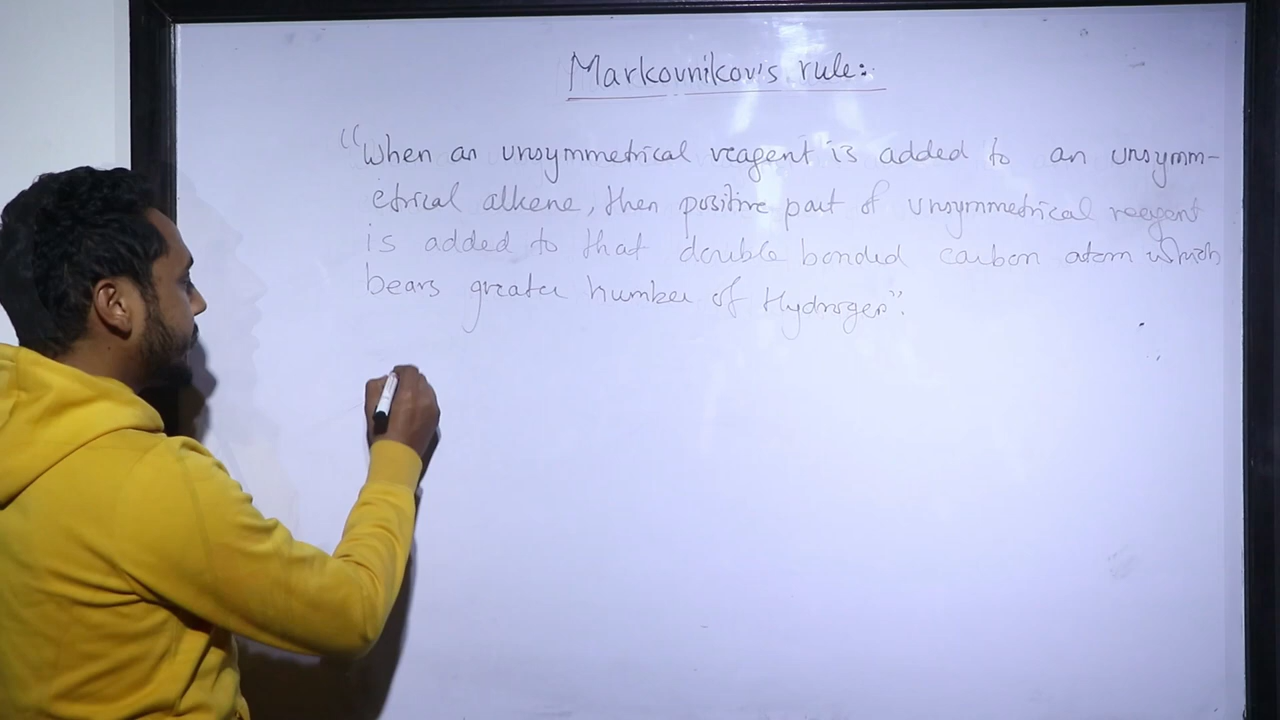 Markovnikov's rule:
"When an unsymmetrical reagent is added to an unsymm-
etrical alkene, then positive part of unsymmetrical reagent
is added to that double bonded carbon atom which
bears greater number of Hydrogen".